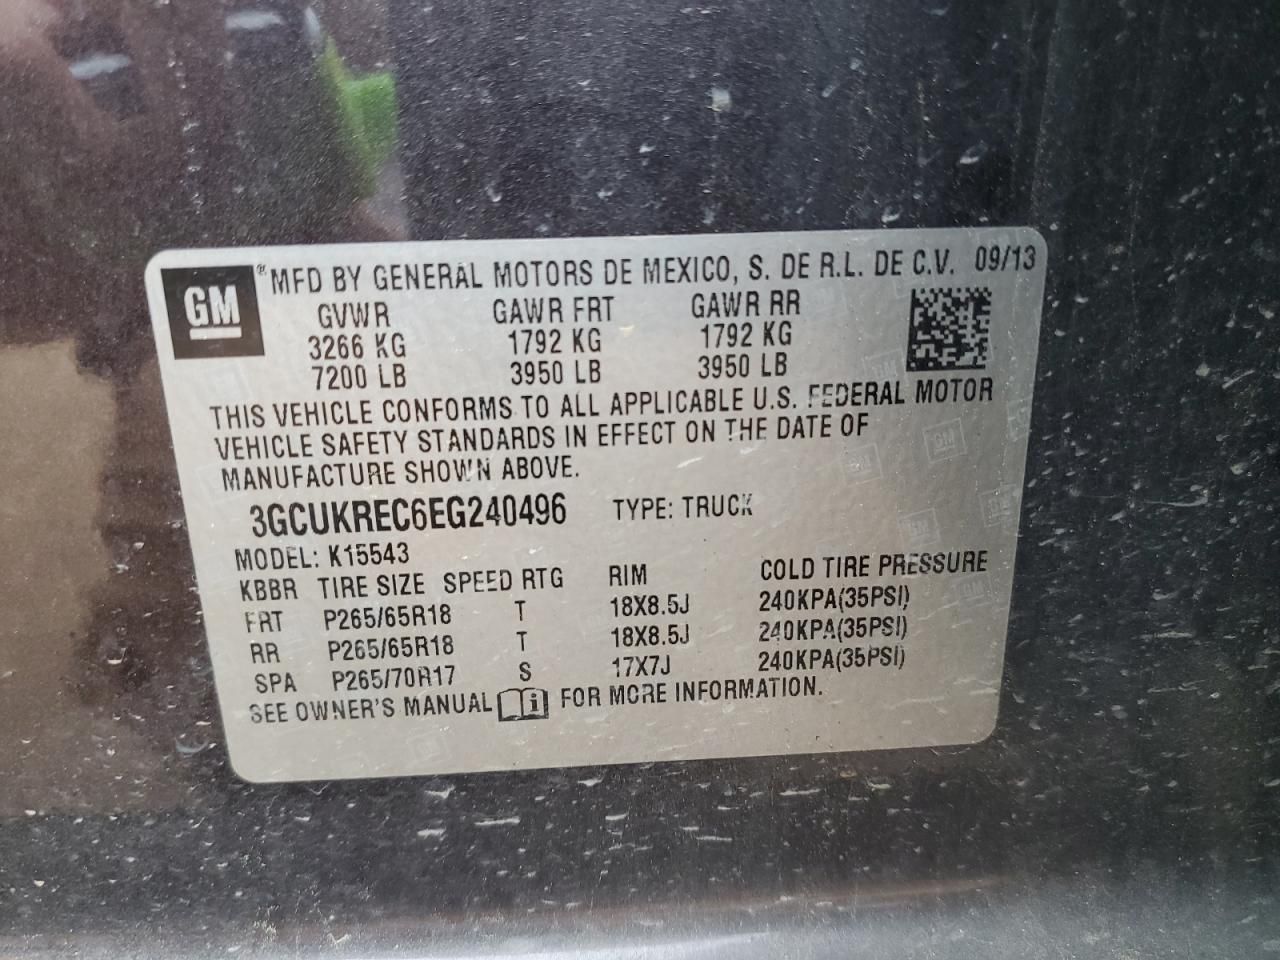 GM ® MFD BY GENERAL MOTORS DE MEXICO, S. DE R.L. DE C.V. 09/13
GVWR GAWR FRT GAWR RR
3266 KG 1792 KG 1792 KG
7200 LB 3950 LB 3950 LB
THIS VEHICLE CONFORMS TO ALL APPLICABLE U.S. FEDERAL MOTOR
VEHICLE SAFETY STANDARDS IN EFFECT ON THE DATE OF
MANUFACTURE SHOWN ABOVE.
3GCUKREC6EG240496 TYPE: TRUCK
MODEL: K15543
KBBR TIRE SIZE SPEED RTG RIM COLD TIRE PRESSURE
FRT P265/65R18 T 18X8.5J 240KPA(35PSI)
RR P265/65R18 T 18X8.5J 240KPA(35PSI)
SPA P265/70R17 S 17X7J 240KPA(35PSI)
SEE OWNER'S MANUAL i FOR MORE INFORMATION.